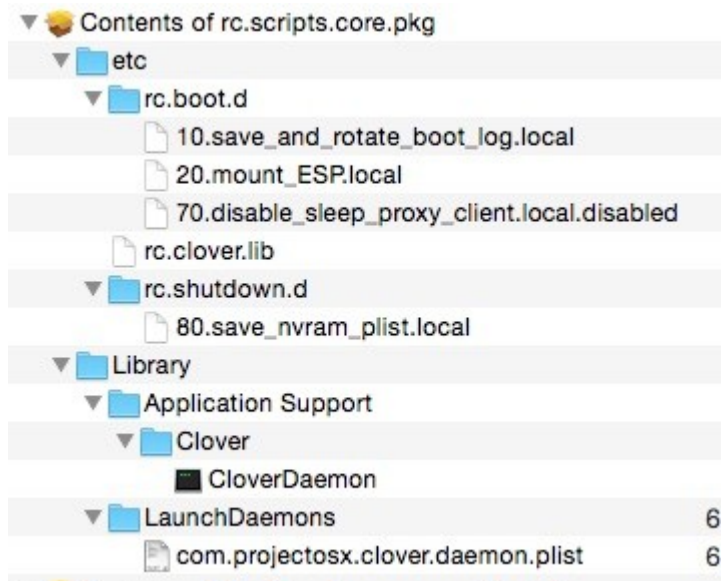 Contents of rc.scripts.core.pkg
etc
rc.boot.d
10.save_and_rotate_boot_log.local
20.mount_ESP.local
70.disable_sleep_proxy_client.local.disabled
rc.clover.lib
rc.shutdown.d
80.save_nvram_plist.local
Library
Application Support
Clover
CloverDaemon
LaunchDaemons 6
com.projectosx.clover.daemon.plist 6